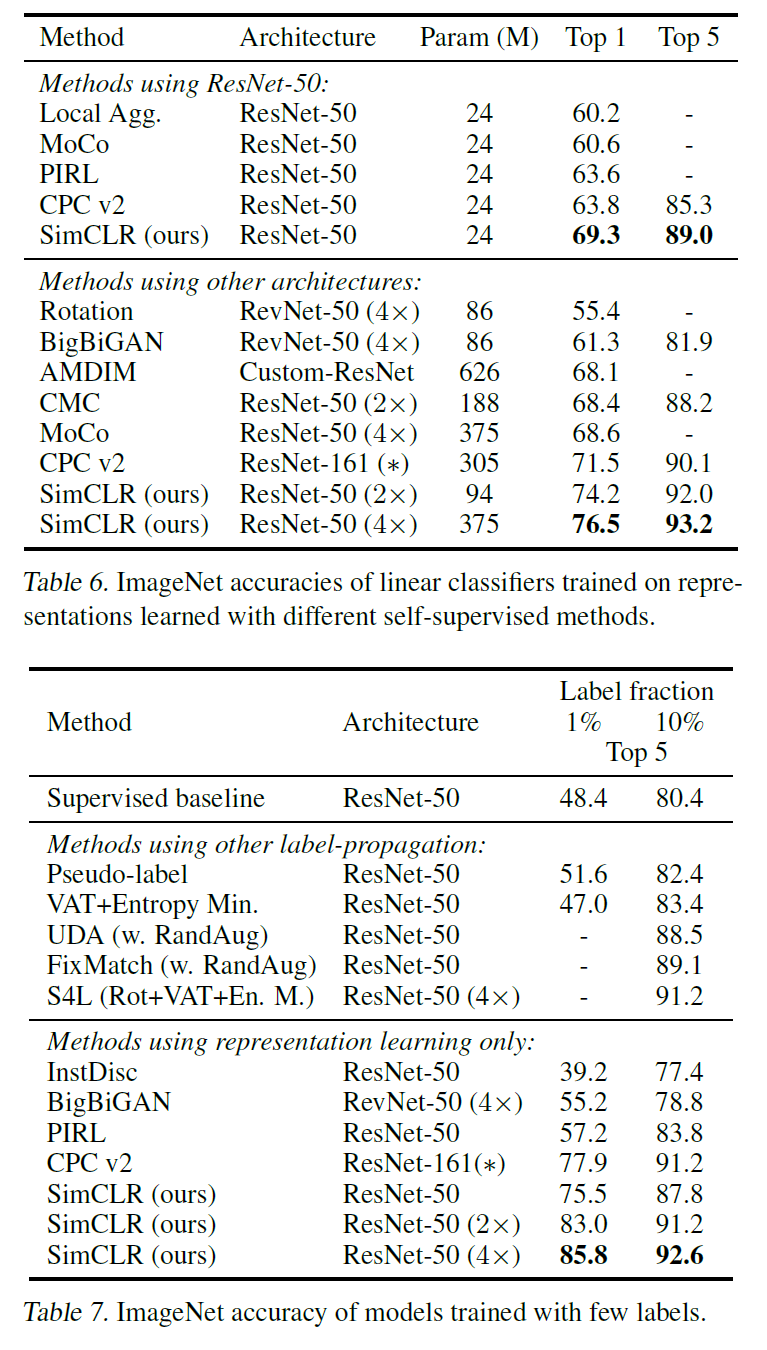 Method Architecture Param (M) Top 1 Top 5
Methods using ResNet-50:
Local Agg. ResNet-50 24 60.2 -
MoCo ResNet-50 24 60.6 -
PIRL ResNet-50 24 63.6 -
CPC v2 ResNet-50 24 63.8 85.3
SimCLR (ours) ResNet-50 24 69.3 89.0
Methods using other architectures:
Rotation RevNet-50 (4×) 86 55.4 -
BigBiGAN RevNet-50 (4×) 86 61.3 81.9
AMDIM Custom-ResNet 626 68.1 -
CMC ResNet-50 (2×) 188 68.4 88.2
MoCo ResNet-50 (4×) 375 68.6 -
CPC v2 ResNet-161 (∗) 305 71.5 90.1
SimCLR (ours) ResNet-50 (2×) 94 74.2 92.0
SimCLR (ours) ResNet-50 (4×) 375 76.5 93.2
Table 6. ImageNet accuracies of linear classifiers trained on repre-
sentations learned with different self-supervised methods.
Label fraction
Method Architecture 1% 10%
Top 5
Supervised baseline ResNet-50 48.4 80.4
Methods using other label-propagation:
Pseudo-label ResNet-50 51.6 82.4
VAT+Entropy Min. ResNet-50 47.0 83.4
UDA (w. RandAug) ResNet-50 - 88.5
FixMatch (w. RandAug) ResNet-50 - 89.1
S4L (Rot+VAT+En. M.) ResNet-50 (4×) - 91.2
Methods using representation learning only:
InstDisc ResNet-50 39.2 77.4
BigBiGAN RevNet-50 (4×) 55.2 78.8
PIRL ResNet-50 57.2 83.8
CPC v2 ResNet-161(∗) 77.9 91.2
SimCLR (ours) ResNet-50 75.5 87.8
SimCLR (ours) ResNet-50 (2×) 83.0 91.2
SimCLR (ours) ResNet-50 (4×) 85.8 92.6
Table 7. ImageNet accuracy of models trained with few labels.